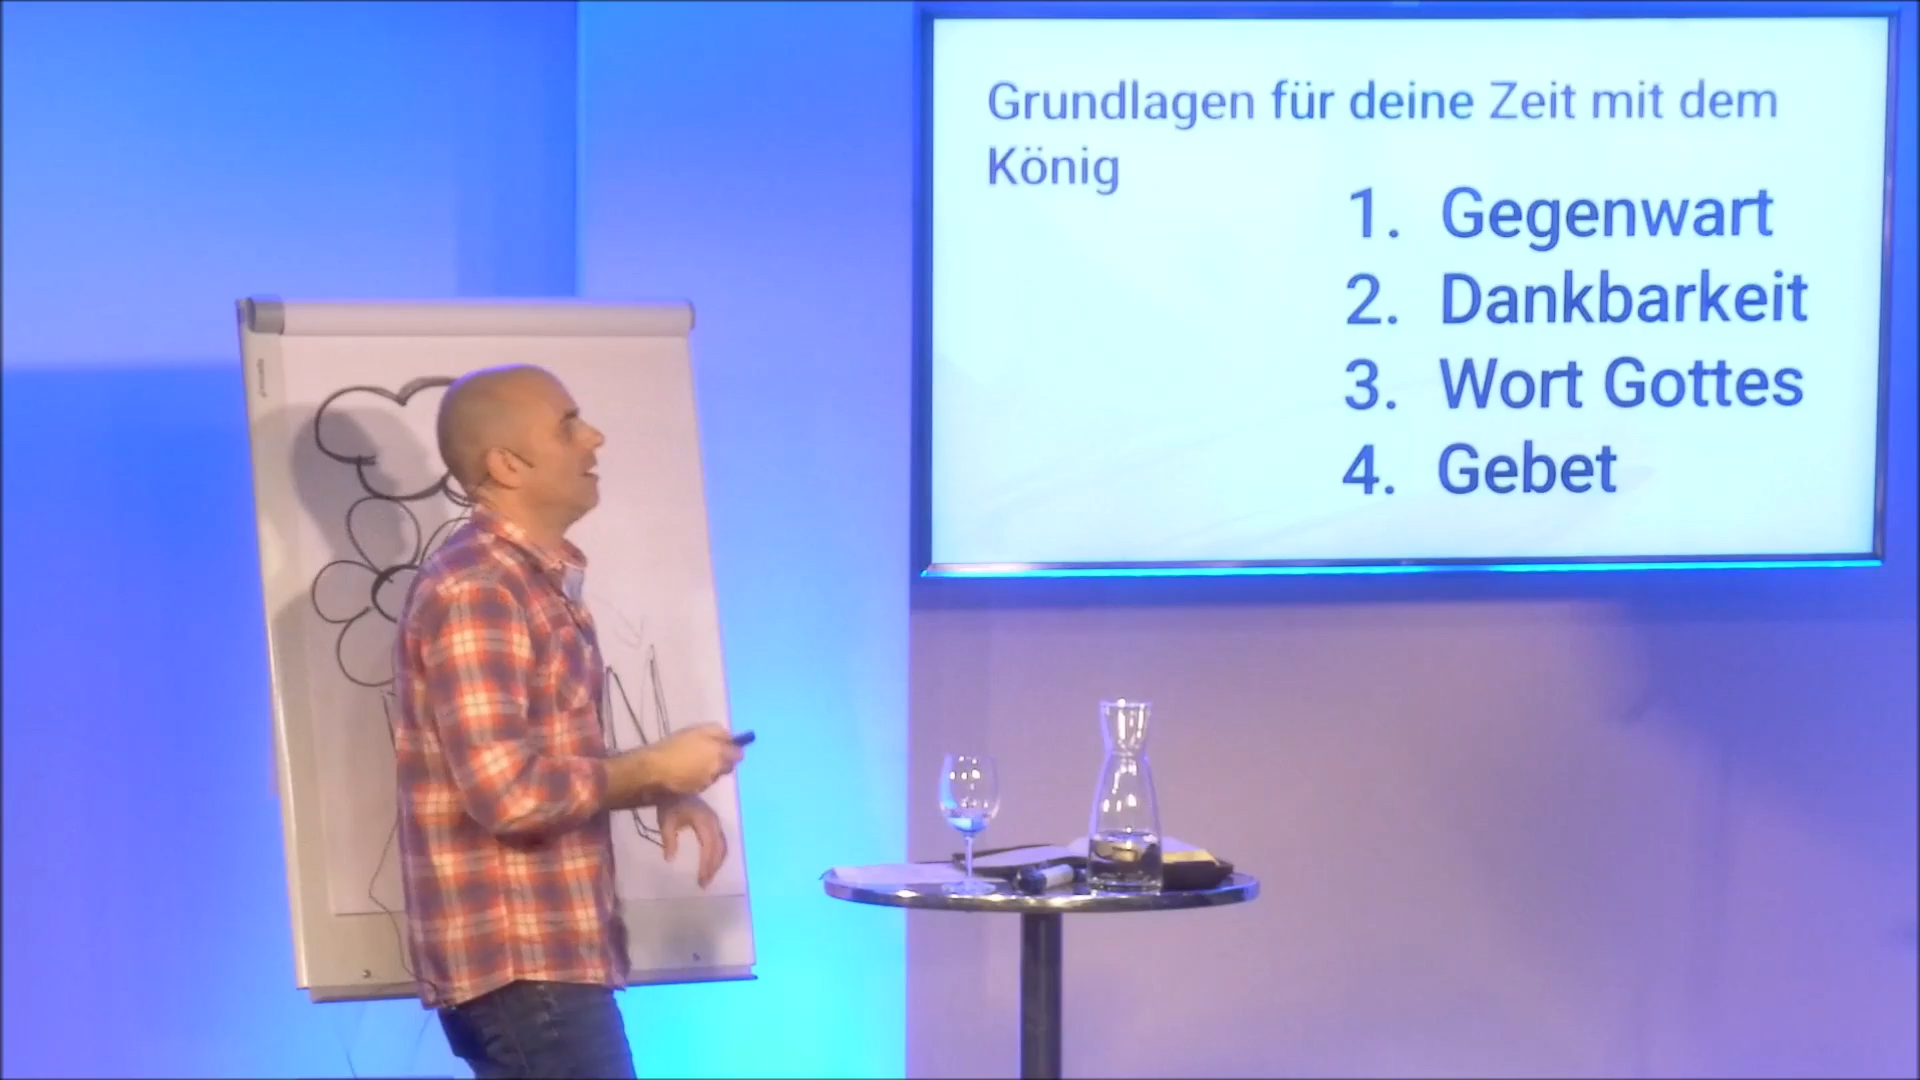 Grundlagen für deine Zeit mit dem
König
1. Gegenwart
2. Dankbarkeit
3. Wort Gottes
4. Gebet